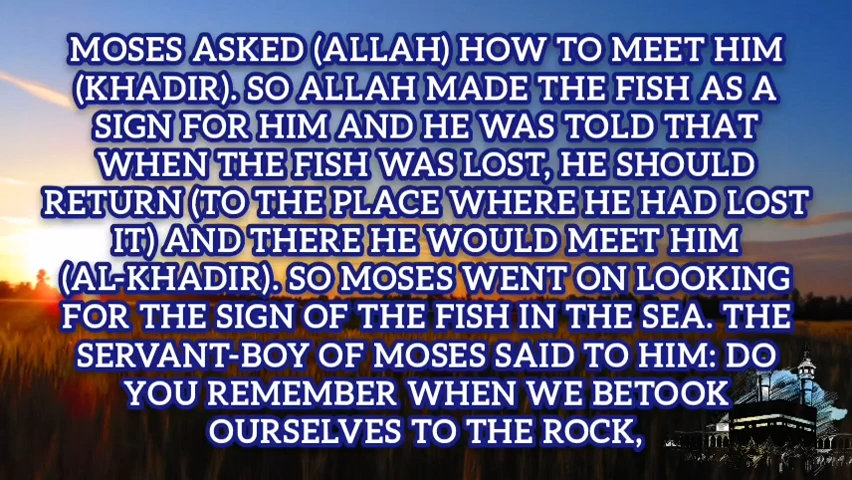 MOSES ASKED (ALLAH) HOW TO MEET HIM
(KHADIR). SO ALLAH MADE THE FISH AS A
SIGN FOR HIM AND HE WAS TOLD THAT
WHEN THE FISH WAS LOST, HE SHOULD
RETURN (TO THE PLACE WHERE HE HAD LOST
IT) AND THERE HE WOULD MEET HIM
(AL-KHADIR). SO MOSES WENT ON LOOKING
FOR THE SIGN OF THE FISH IN THE SEA. THE
SERVANT-BOY OF MOSES SAID TO HIM: DO
YOU REMEMBER WHEN WE BETOOK
OURSELVES TO THE ROCK,